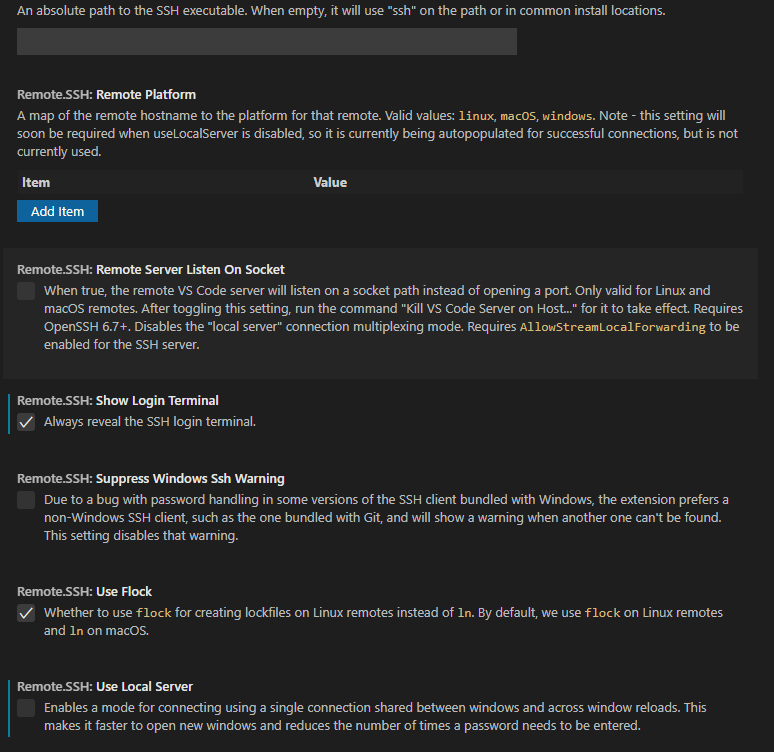 An absolute path to the SSH executable. When empty, it will use "ssh" on the path or in common install locations.
Remote.SSH: Remote Platform
A map of the remote hostname to the platform for that remote. Valid values: linux, macOS, windows. Note - this setting will
soon be required when useLocalServer is disabled, so it is currently being autopopulated for successful connections, but is not
currently used.
Item Value
Add Item
Remote.SSH: Remote Server Listen On Socket
When true, the remote VS Code server will listen on a socket path instead of opening a port. Only valid for Linux and
macOS remotes. After toggling this setting, run the command "Kill VS Code Server on Host..." for it to take effect. Requires
OpenSSH 6.7+. Disables the "local server" connection multiplexing mode. Requires AllowStreamLocalForwarding to be
enabled for the SSH server.
Remote.SSH: Show Login Terminal
Always reveal the SSH login terminal.
Remote.SSH: Suppress Windows Ssh Warning
Due to a bug with password handling in some versions of the SSH client bundled with Windows, the extension prefers a
non-Windows SSH client, such as the one bundled with Git, and will show a warning when another one can't be found.
This setting disables that warning.
Remote.SSH: Use Flock
Whether to use flock for creating lockfiles on Linux remotes instead of ln. By default, we use flock on Linux remotes
and ln on macOS.
Remote.SSH: Use Local Server
Enables a mode for connecting using a single connection shared between windows and across window reloads. This
makes it faster to open new windows and reduces the number of times a password needs to be entered.